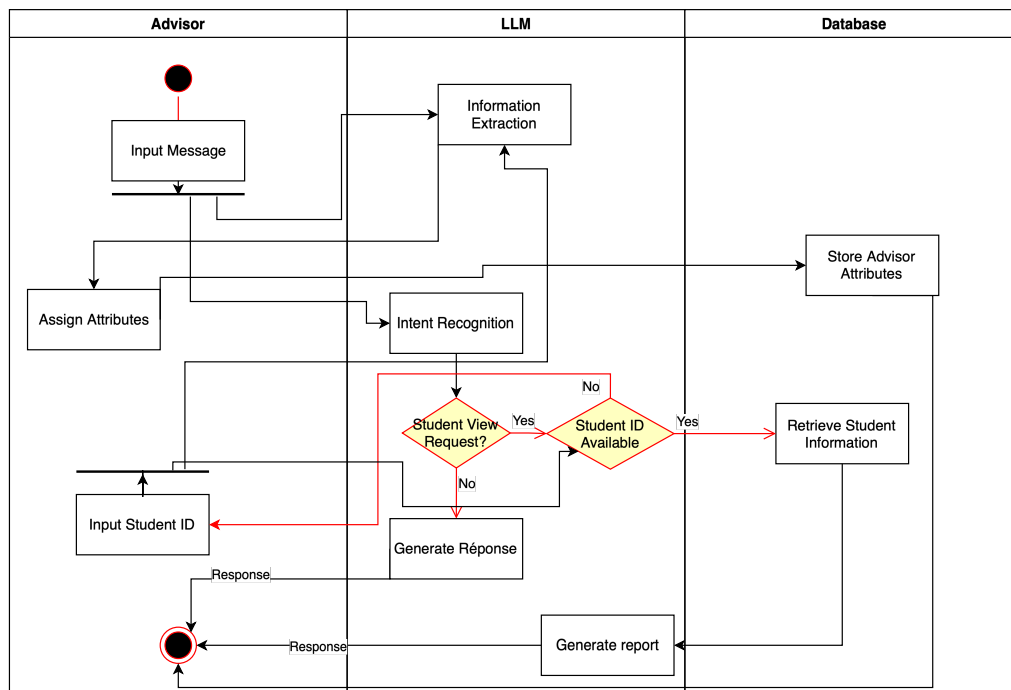 Advisor
LLM
Database
Information
Extraction
Input Message
Store Advisor
Attributes
Assign Attributes
Intent Recognition
No
Student View
Request?
Yes
Student ID
Available
Yes
Retrieve Student
Information
No
Input Student ID
Generate Réponse
Response
Response
Generate report